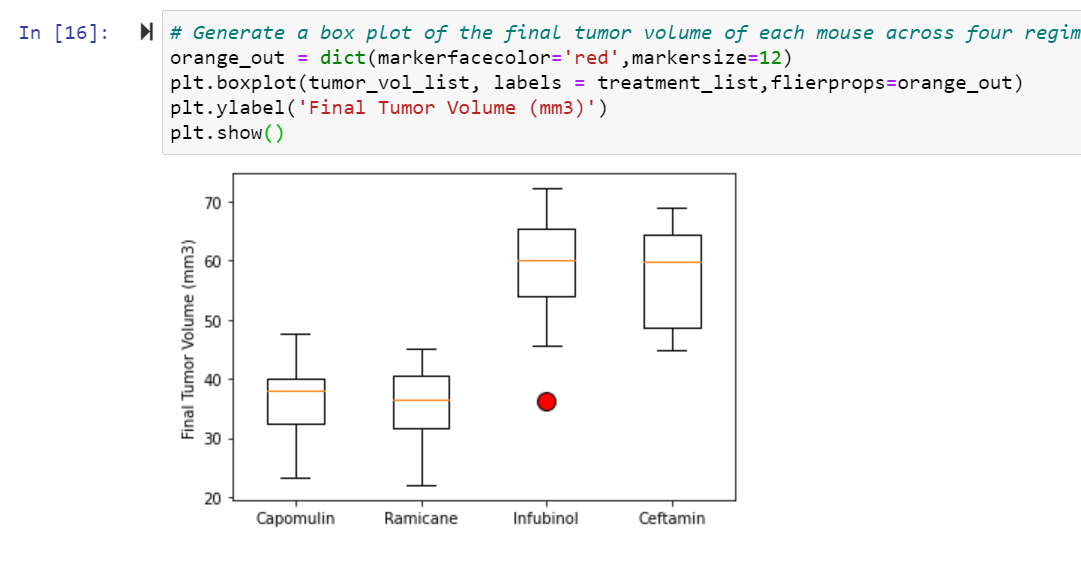 In [16]:
# Generate a box plot of the final tumor volume of each mouse across four regim
orange_out = dict(markerfacecolor='red',markersize=12)
plt.boxplot(tumor_vol_list, labels = treatment_list,flierprops=orange_out)
plt.ylabel('Final Tumor Volume (mm3)')
plt.show()
70
60
50
40
30
20
Final Tumor Volume (mm3)
Capomulin Ramicane Infubinol Ceftamin